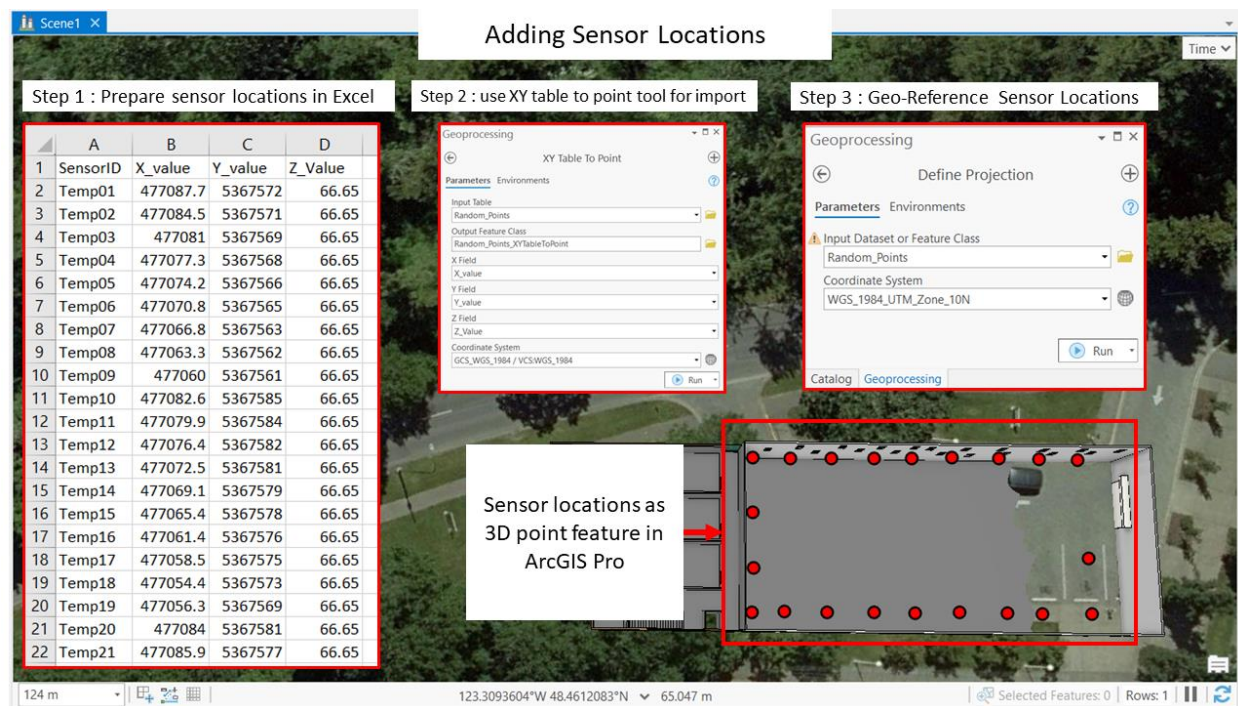 Scene1 ×
Adding Sensor Locations
Time
Step 1 : Prepare sensor locations in Excel
A B C D
1 SensorID X_value Y_value Z_Value
2 Temp01 477087.7 5367572 66.65
3 Temp02 477084.5 5367571 66.65
4 Temp03 477081 5367569 66.65
5 Temp04 477077.3 5367568 66.65
6 Temp05 477074.2 5367566 66.65
7 Temp06 477070.8 5367565 66.65
8 Temp07 477066.8 5367563 66.65
9 Temp08 477063.3 5367562 66.65
10 Temp09 477060 5367561 66.65
11 Temp10 477082.6 5367585 66.65
12 Temp11 477079.9 5367584 66.65
13 Temp12 477076.4 5367582 66.65
14 Temp13 477072.5 5367581 66.65
15 Temp14 477069.1 5367579 66.65
16 Temp15 477065.4 5367578 66.65
17 Temp16 477061.4 5367576 66.65
18 Temp17 477058.5 5367575 66.65
19 Temp18 477054.4 5367573 66.65
20 Temp19 477056.3 5367569 66.65
21 Temp20 477084 5367581 66.65
22 Temp21 477085.9 5367577 66.65
Step 2 : use XY table to point tool for import
Geoprocessing
XY Table To Point
Parameters Environments
Input Table
Random_Points
Output Feature Class
Random_Points_XYTableToPoint
X Field
X_value
Y Field
Y_value
Z Field
Z_Value
Coordinate System
GCS_WGS_1984 / VCS:WGS_1984
Run
Step 3 : Geo-Reference Sensor Locations
Geoprocessing
Define Projection
Parameters Environments
Input Dataset or Feature Class
Random_Points
Coordinate System
WGS_1984_UTM_Zone_10N
Run
Catalog Geoprocessing
Sensor locations as
3D point feature in
ArcGIS Pro
124 m
123.3093604°W 48.4612083°N 65.047 m
Selected Features: 0 Rows: 1